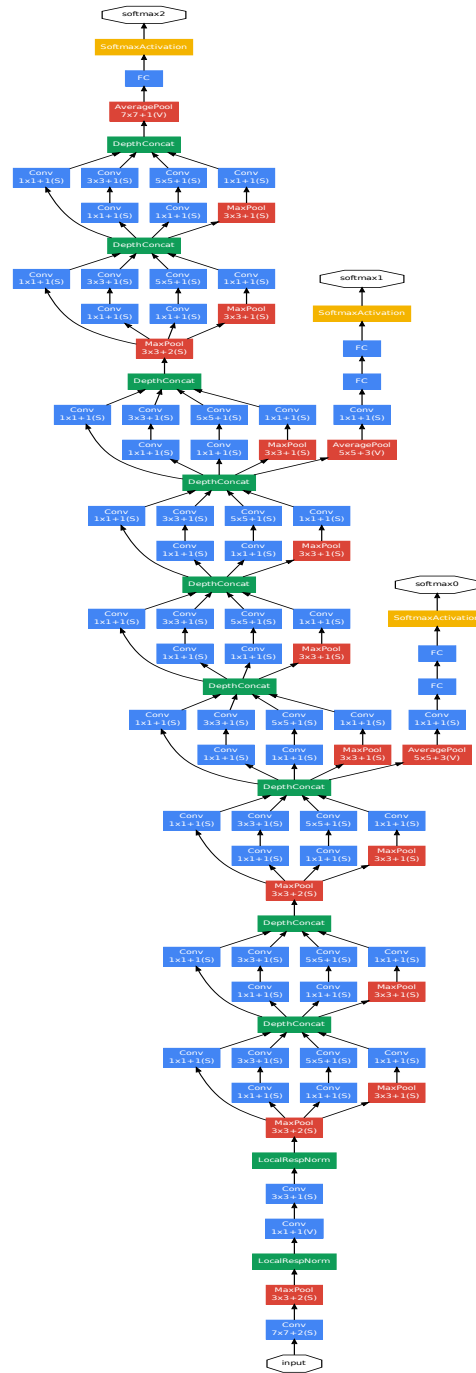 softmax2
SoftmaxActivation
FC
AveragePool
7x7+1(V)
DepthConcat
Conv Conv Conv Conv
1x1+1(S) 3x3+1(S) 5x5+1(S) 1x1+1(S)
Conv Conv MaxPool
1x1+1(S) 1x1+1(S) 3x3+1(S)
DepthConcat
Conv Conv Conv Conv
1x1+1(S) 3x3+1(S) 5x5+1(S) 1x1+1(S)
softmax1
Conv Conv MaxPool
1x1+1(S) 1x1+1(S) 3x3+1(S)
SoftmaxActivation
MaxPool
3x3+2(S)
FC
DepthConcat
FC
Conv Conv Conv Conv Conv
1x1+1(S) 3x3+1(S) 5x5+1(S) 1x1+1(S) 1x1+1(S)
Conv Conv MaxPool AveragePool
1x1+1(S) 1x1+1(S) 3x3+1(S) 5x5+3(V)
DepthConcat
Conv Conv Conv Conv
1x1+1(S) 3x3+1(S) 5x5+1(S) 1x1+1(S)
Conv Conv MaxPool
1x1+1(S) 1x1+1(S) 3x3+1(S)
DepthConcat
softmax0
Conv Conv Conv Conv
1x1+1(S) 3x3+1(S) 5x5+1(S) 1x1+1(S)
SoftmaxActivation
Conv Conv MaxPool
1x1+1(S) 1x1+1(S) 3x3+1(S)
FC
DepthConcat
FC
Conv Conv Conv Conv Conv
1x1+1(S) 3x3+1(S) 5x5+1(S) 1x1+1(S) 1x1+1(S)
Conv Conv MaxPool AveragePool
1x1+1(S) 1x1+1(S) 3x3+1(S) 5x5+3(V)
DepthConcat
Conv Conv Conv Conv
1x1+1(S) 3x3+1(S) 5x5+1(S) 1x1+1(S)
Conv Conv MaxPool
1x1+1(S) 1x1+1(S) 3x3+1(S)
MaxPool
3x3+2(S)
DepthConcat
Conv Conv Conv Conv
1x1+1(S) 3x3+1(S) 5x5+1(S) 1x1+1(S)
Conv Conv MaxPool
1x1+1(S) 1x1+1(S) 3x3+1(S)
DepthConcat
Conv Conv Conv Conv
1x1+1(S) 3x3+1(S) 5x5+1(S) 1x1+1(S)
Conv Conv MaxPool
1x1+1(S) 1x1+1(S) 3x3+1(S)
MaxPool
3x3+2(S)
LocalRespNorm
Conv
3x3+1(S)
Conv
1x1+1(V)
LocalRespNorm
MaxPool
3x3+2(S)
Conv
7x7+2(S)
input